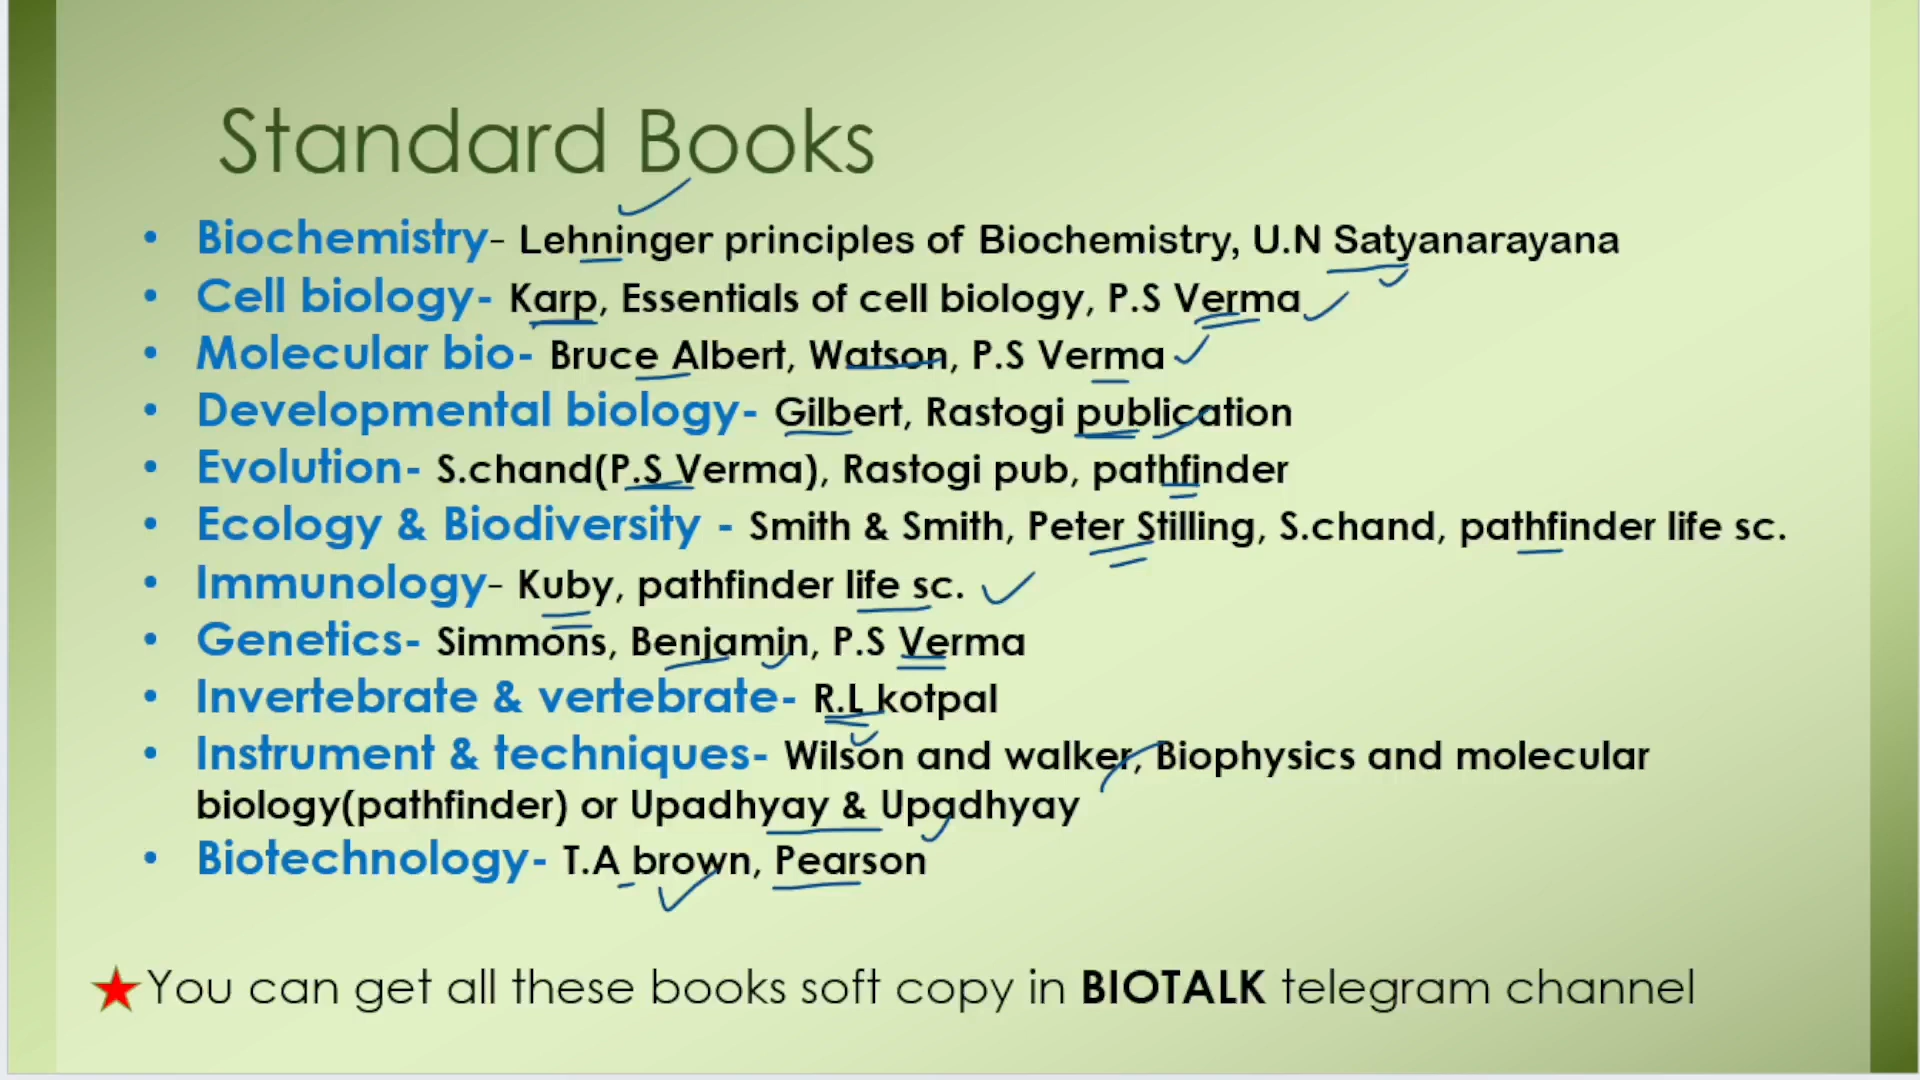 Standard Books
• Biochemistry- Lehninger principles of Biochemistry, U.N Satyanarayana
• Cell biology- Karp, Essentials of cell biology, P.S Verma
• Molecular bio- Bruce Albert, Watson, P.S Verma
• Developmental biology- Gilbert, Rastogi publication
• Evolution- S.chand(P.S Verma), Rastogi pub, pathfinder
• Ecology & Biodiversity - Smith & Smith, Peter Stilling, S.chand, pathfinder life sc.
• Immunology- Kuby, pathfinder life sc.
• Genetics- Simmons, Benjamin, P.S Verma
• Invertebrate & vertebrate- R.L kotpal
• Instrument & techniques- Wilson and walker, Biophysics and molecular
biology(pathfinder) or Upadhyay & Upadhyay
• Biotechnology- T.A brown, Pearson
You can get all these books soft copy in BIOTALK telegram channel